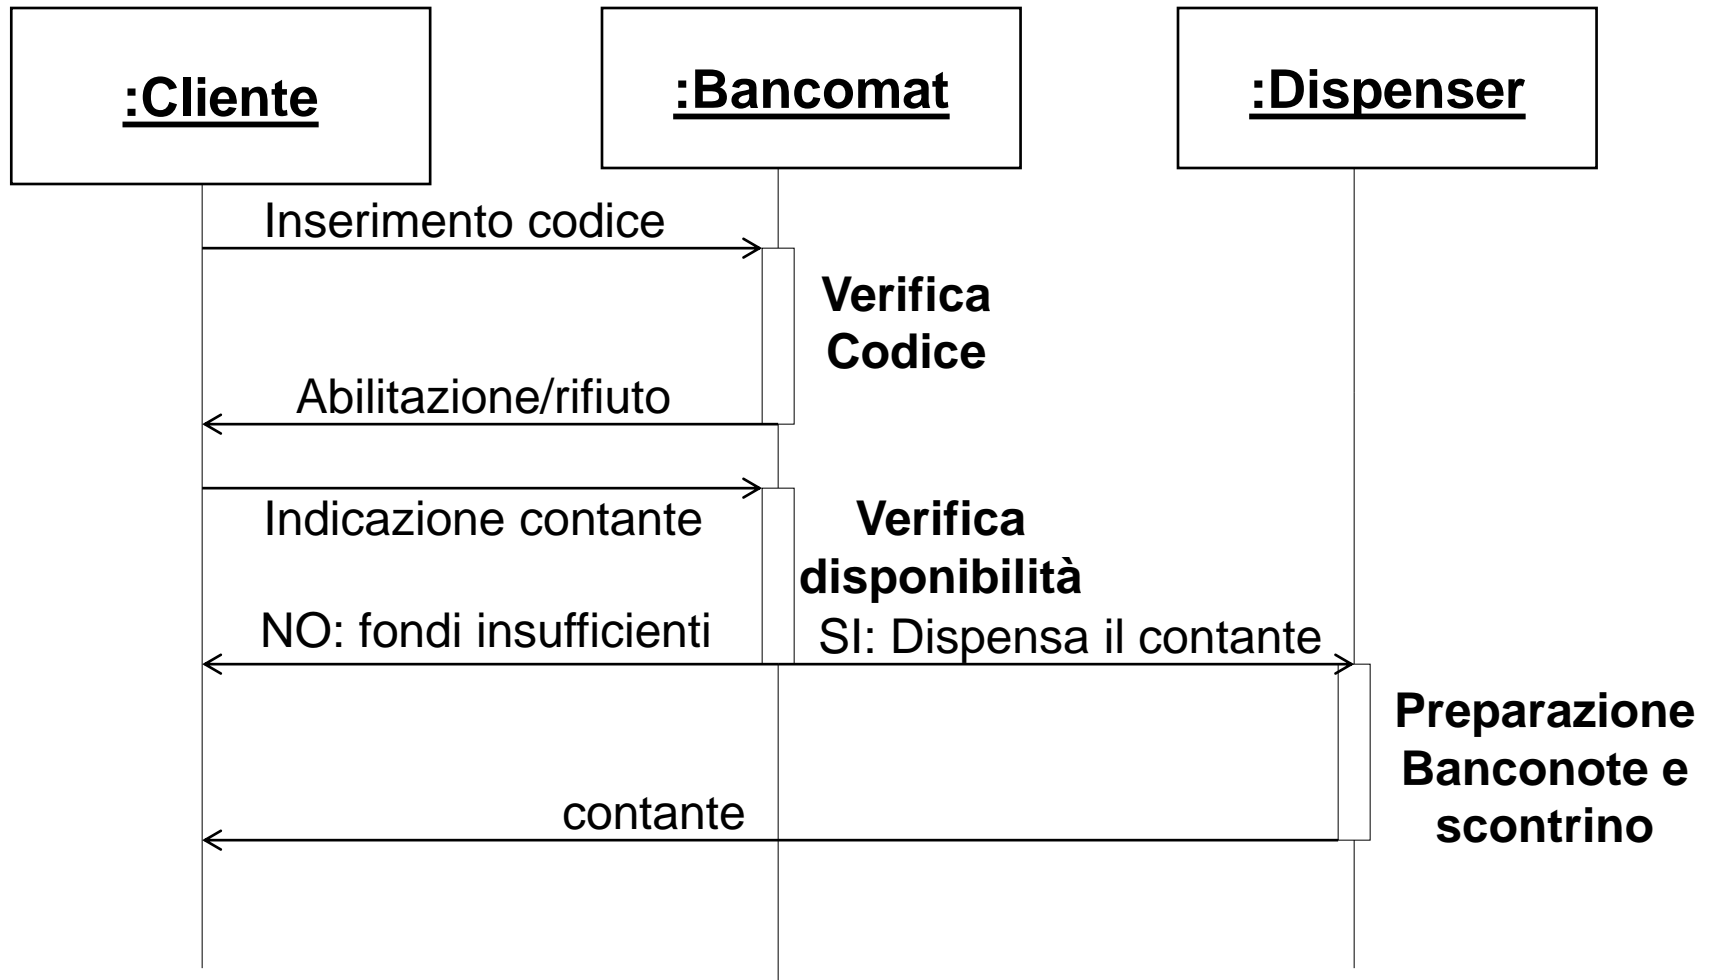 :Cliente
:Bancomat
:Dispenser
Inserimento codice
Verifica
Codice
Abilitazione/rifiuto
Indicazione contante
Verifica
disponibilità
NO: fondi insufficienti
SI: Dispensa il contante
Preparazione
Banconote e
scontrino
contante